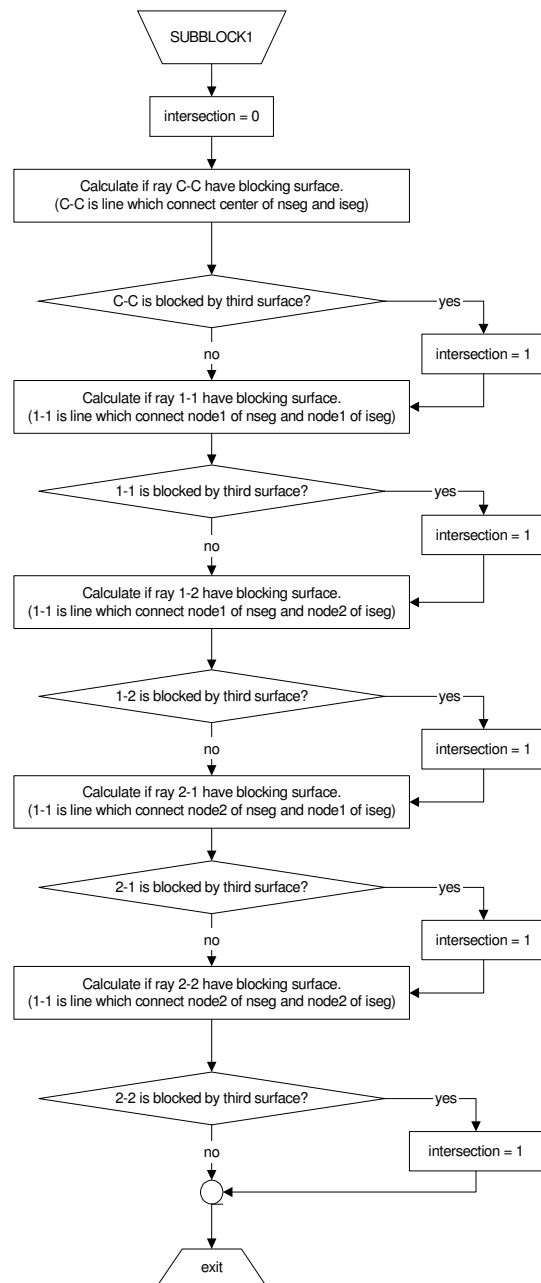 SUBBLOCK1
intersection = 0
Calculate if ray C-C have blocking surface.
(C-C is line which connect center of nseg and iseg)
C-C is blocked by third surface?
yes
intersection = 1
no
Calculate if ray 1-1 have blocking surface.
(1-1 is line which connect node1 of nseg and node1 of iseg)
1-1 is blocked by third surface?
yes
intersection = 1
no
Calculate if ray 1-2 have blocking surface.
(1-1 is line which connect node1 of nseg and node2 of iseg)
1-2 is blocked by third surface?
yes
intersection = 1
no
Calculate if ray 2-1 have blocking surface.
(1-1 is line which connect node2 of nseg and node1 of iseg)
2-1 is blocked by third surface?
yes
intersection = 1
no
Calculate if ray 2-2 have blocking surface.
(1-1 is line which connect node2 of nseg and node2 of iseg)
2-2 is blocked by third surface?
yes
intersection = 1
no
exit